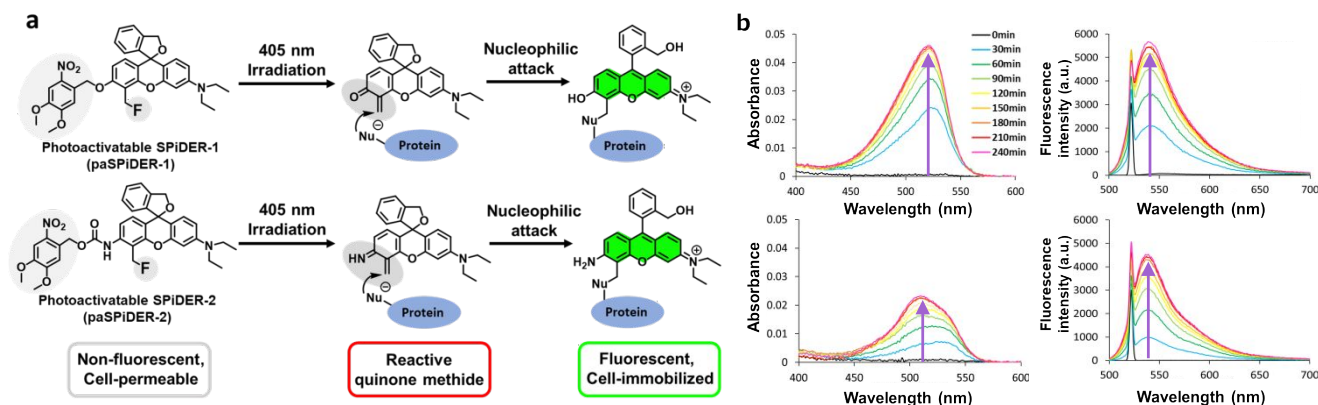 a
NO₂
O
O
O
O
F
O
O
N
Photoactivatable SPiDER-1
(paSPiDER-1)
405 nm
Irradiation
O
O
O
N
Nu
⊖
Protein
Nucleophilic
attack
OH
HO
O
N
⊕
Nu
Protein
NO₂
O
O
O
O
N
H
F
O
O
N
Photoactivatable SPiDER-2
(paSPiDER-2)
405 nm
Irradiation
O
HN
O
N
Nu
⊖
Protein
Nucleophilic
attack
OH
H₂N
O
N
⊕
Nu
Protein
Non-fluorescent,
Cell-permeable
Reactive
quinone methide
Fluorescent,
Cell-immobilized
b
Absorbance
0.05
0.04
0.03
0.02
0.01
0
400
450
500
550
600
Wavelength (nm)
0min
30min
60min
90min
120min
150min
180min
210min
240min
Fluorescence
intensity (a.u.)
6000
5000
4000
3000
2000
1000
0
500
550
600
650
700
Wavelength (nm)
Absorbance
0.05
0.04
0.03
0.02
0.01
0
400
450
500
550
600
Wavelength (nm)
Fluorescence
intensity (a.u.)
6000
5000
4000
3000
2000
1000
0
500
550
600
650
700
Wavelength (nm)